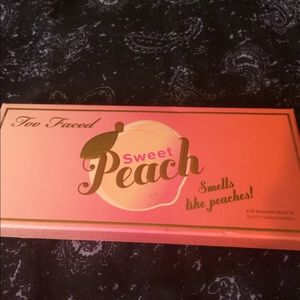 Too Faced
Sweet
Peach
Smells
like peaches!
EYE SHADOW PALETTE